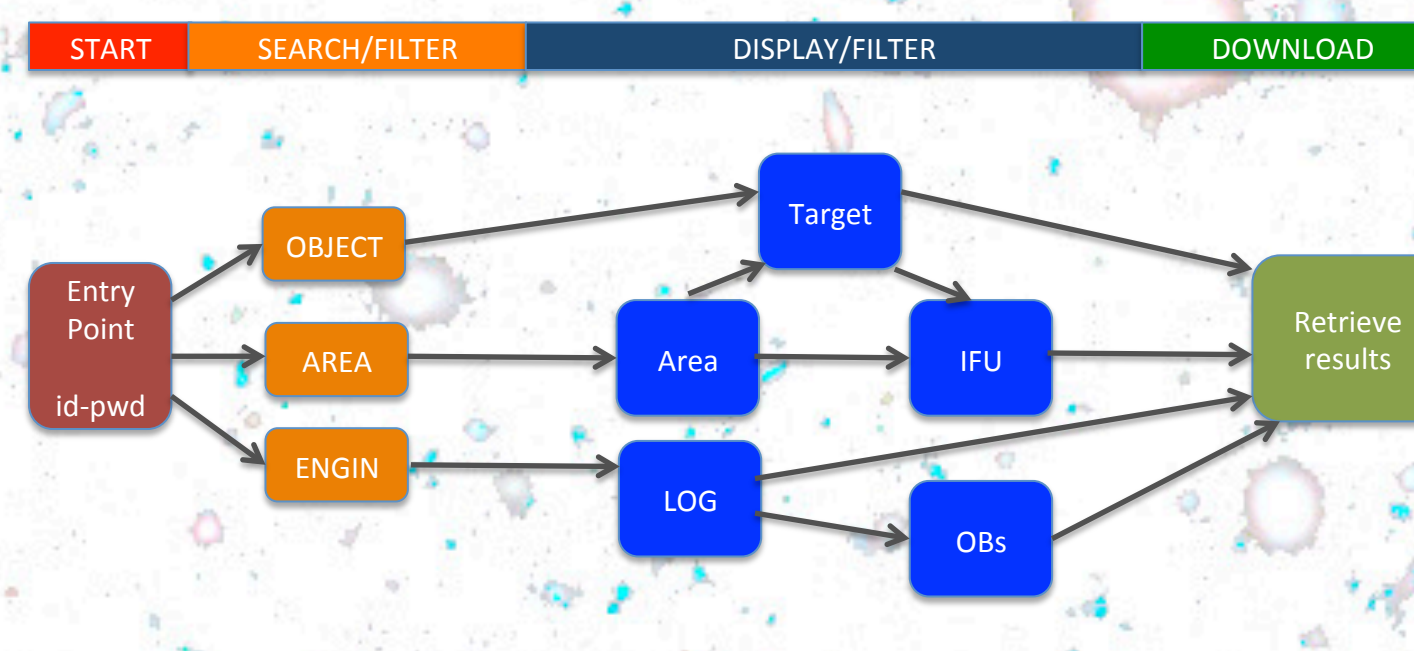 START
SEARCH/FILTER
DISPLAY/FILTER
DOWNLOAD
Target
OBJECT
Entry
Point
id-pwd
AREA
Area
IFU
Retrieve
results
ENGIN
LOG
OBs